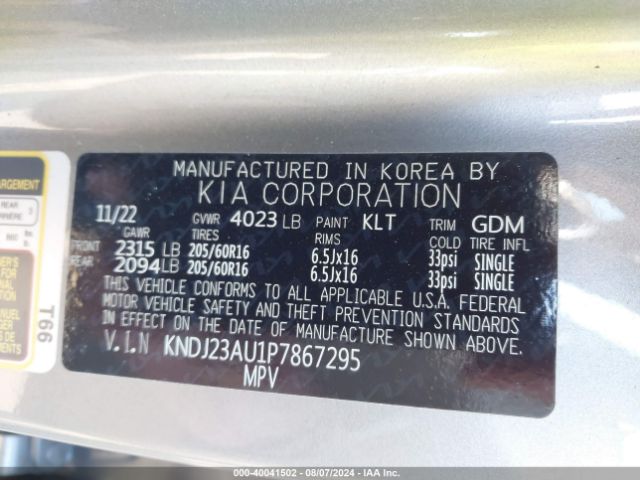 ARGEMENT
REAR
T66
MANUFACTURED IN KOREA BY
KIA CORPORATION
11/22 GVWR 4023 LB PAINT KLT TRIM GDM
GAWR TIRES RIMS COLD TIRE INFL
FRONT 2315 LB 205/60R16 6.5Jx16 33psi SINGLE
REAR 2094 LB 205/60R16 6.5Jx16 33psi SINGLE
THIS VEHICLE CONFORMS TO ALL APPLICABLE U.S.A. FEDERAL
MOTOR VEHICLE SAFETY AND THEFT PREVENTION STANDARDS
IN EFFECT ON THE DATE OF MANUFACTURE SHOWN ABOVE.
V.I.N KNDJ23AU1P7867295
MPV
000-40041502 - 08/07/2024 - IAA Inc.